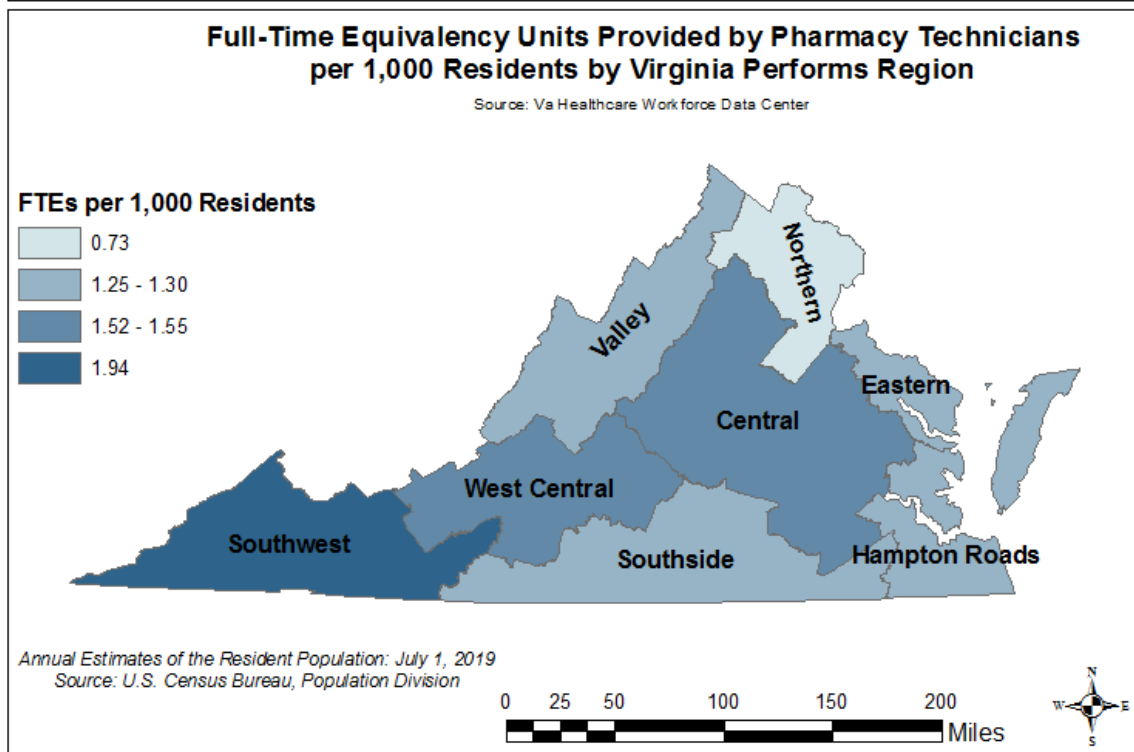 Full-Time Equivalency Units Provided by Pharmacy Technicians
per 1,000 Residents by Virginia Performs Region
Source: Va Healthcare Workforce Data Center
FTEs per 1,000 Residents
0.73
1.25 - 1.30
1.52 - 1.55
1.94
Northern
Valley
Eastern
Central
West Central
Southwest
Southside
Hampton Roads
Annual Estimates of the Resident Population: July 1, 2019
Source: U.S. Census Bureau, Population Division
0 25 50 100 150 200
Miles
N
W E
S